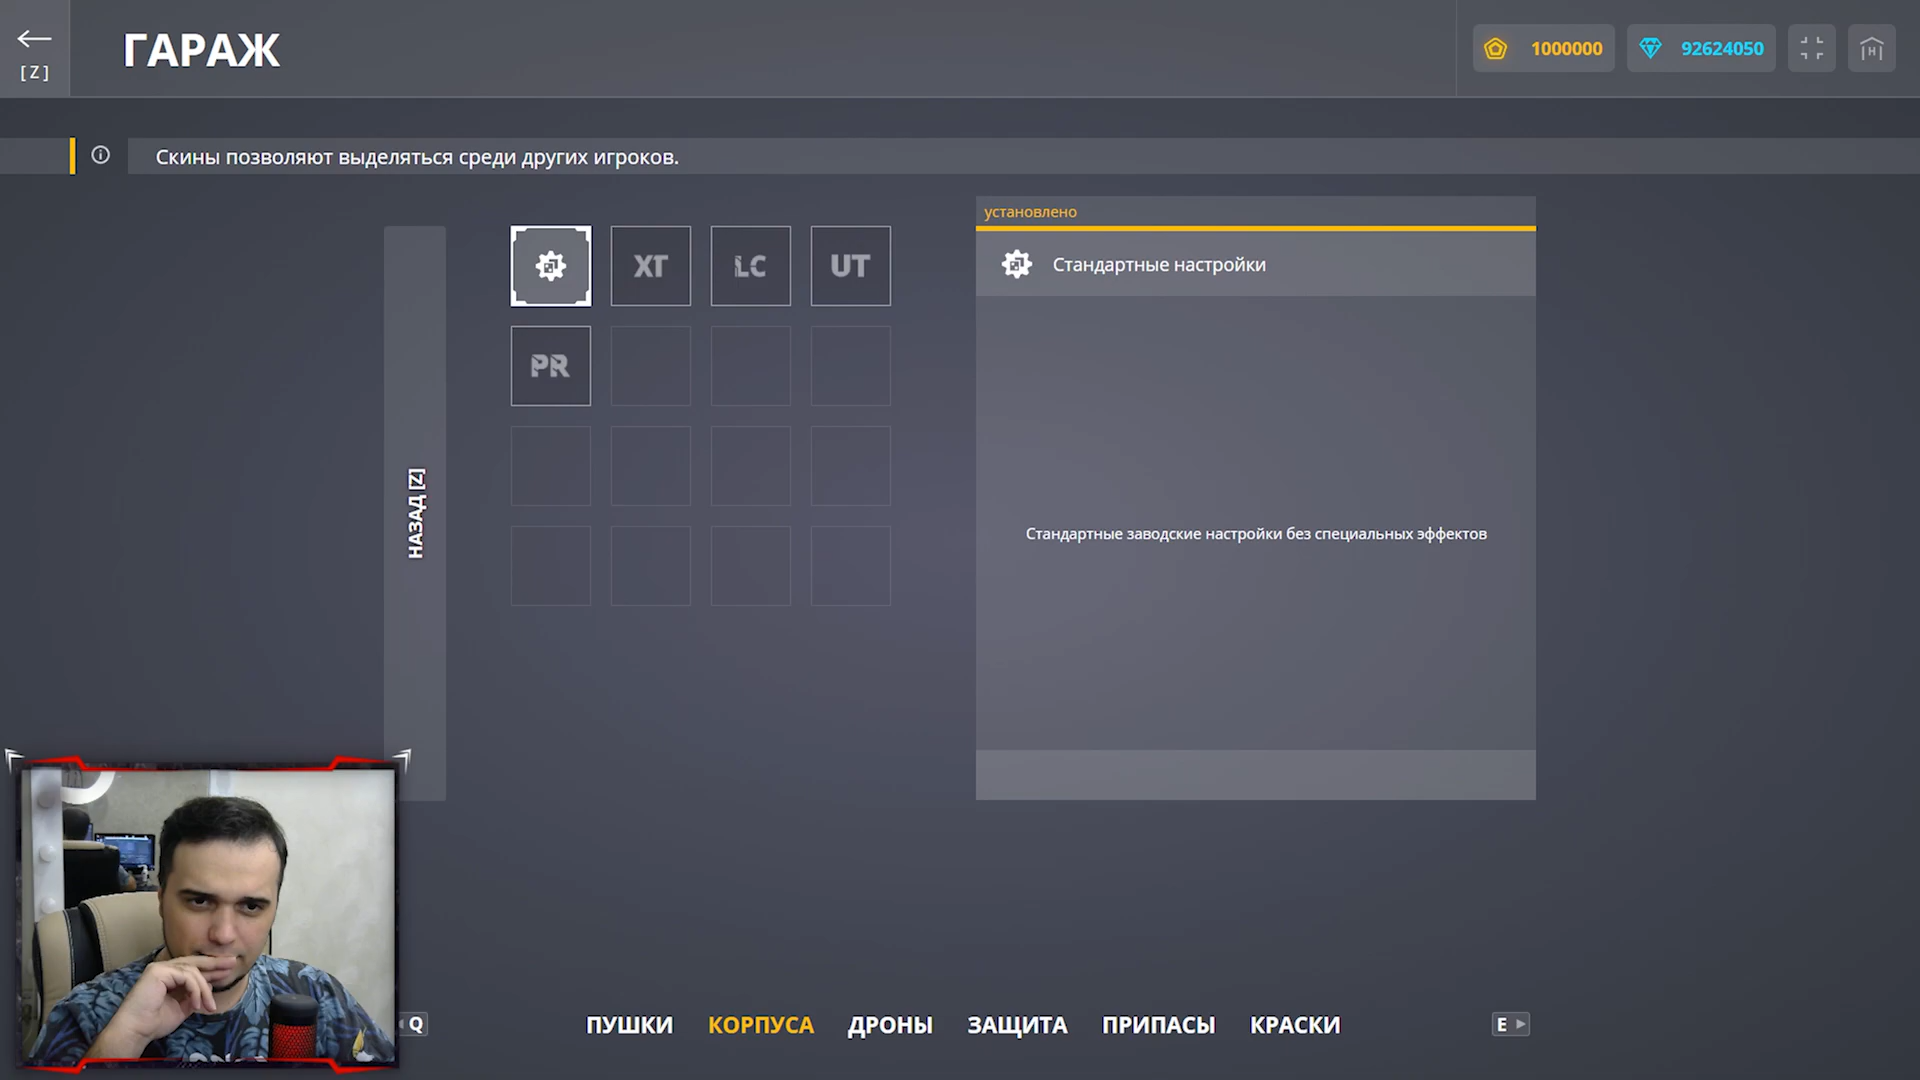 [Z]
ГАРАЖ
1000000
92624050
Скины позволяют выделяться среди других игроков.
НАЗАД [Z]
XT
LC
UT
PR
установлено
Стандартные настройки
Стандартные заводские настройки без специальных эффектов
Q
ПУШКИ
КОРПУСА
ДРОНЫ
ЗАЩИТА
ПРИПАСЫ
КРАСКИ
E